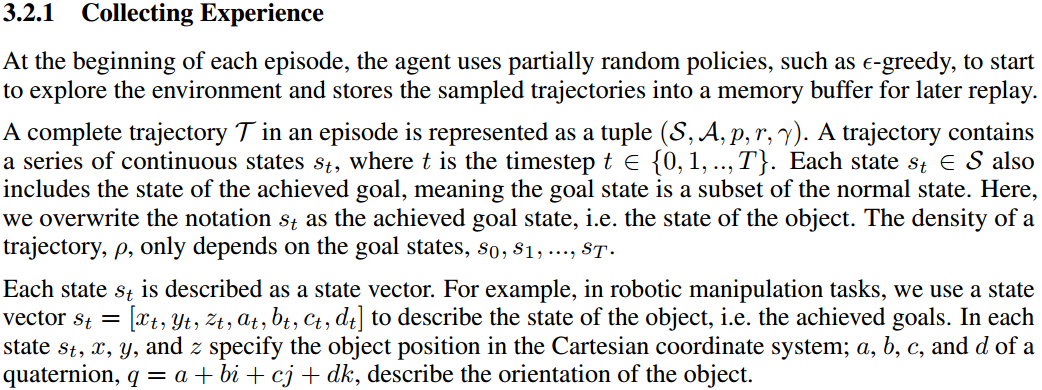 3.2.1 Collecting Experience
At the beginning of each episode, the agent uses partially random policies, such as ϵ-greedy, to start
to explore the environment and stores the sampled trajectories into a memory buffer for later replay.
A complete trajectory 𝒯 in an episode is represented as a tuple (𝒮, 𝒜, p, r, γ). A trajectory contains
a series of continuous states s_t, where t is the timestep t ∈ {0, 1, .., T}. Each state s_t ∈ 𝒮 also
includes the state of the achieved goal, meaning the goal state is a subset of the normal state. Here,
we overwrite the notation s_t as the achieved goal state, i.e. the state of the object. The density of a
trajectory, ρ, only depends on the goal states, s_0, s_1, ..., s_T.
Each state s_t is described as a state vector. For example, in robotic manipulation tasks, we use a state
vector s_t = [x_t, y_t, z_t, a_t, b_t, c_t, d_t] to describe the state of the object, i.e. the achieved goals. In each
state s_t, x, y, and z specify the object position in the Cartesian coordinate system; a, b, c, and d of a
quaternion, q = a + bi + cj + dk, describe the orientation of the object.